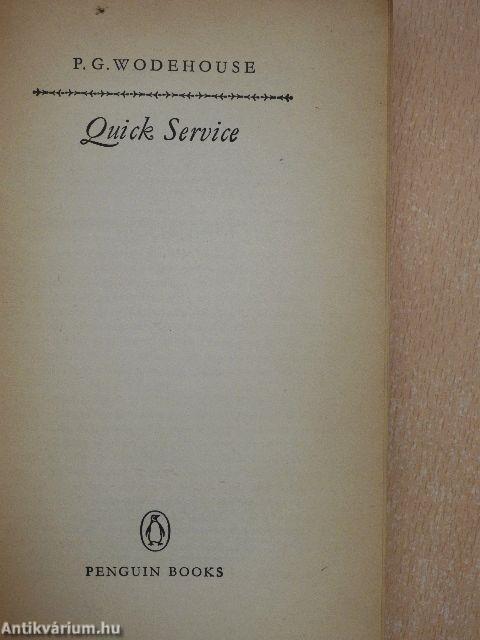 P. G. WODEHOUSE
Quick Service
PENGUIN BOOKS
Antikvárium.hu